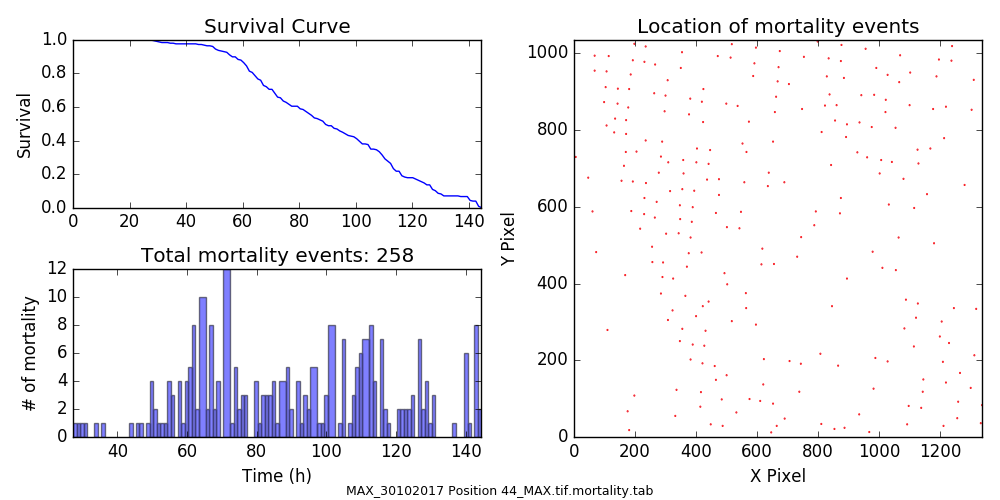 Survival Curve
Survival
1.0
0.8
0.6
0.4
0.2
0.0
0 20 40 60 80 100 120 140
Total mortality events: 258
# of mortality
12
10
8
6
4
2
0
40 60 80 100 120 140
Time (h)
Location of mortality events
Y Pixel
1000
800
600
400
200
0
0 200 400 600 800 1000 1200
X Pixel
MAX_30102017 Position 44_MAX.tif.mortality.tab